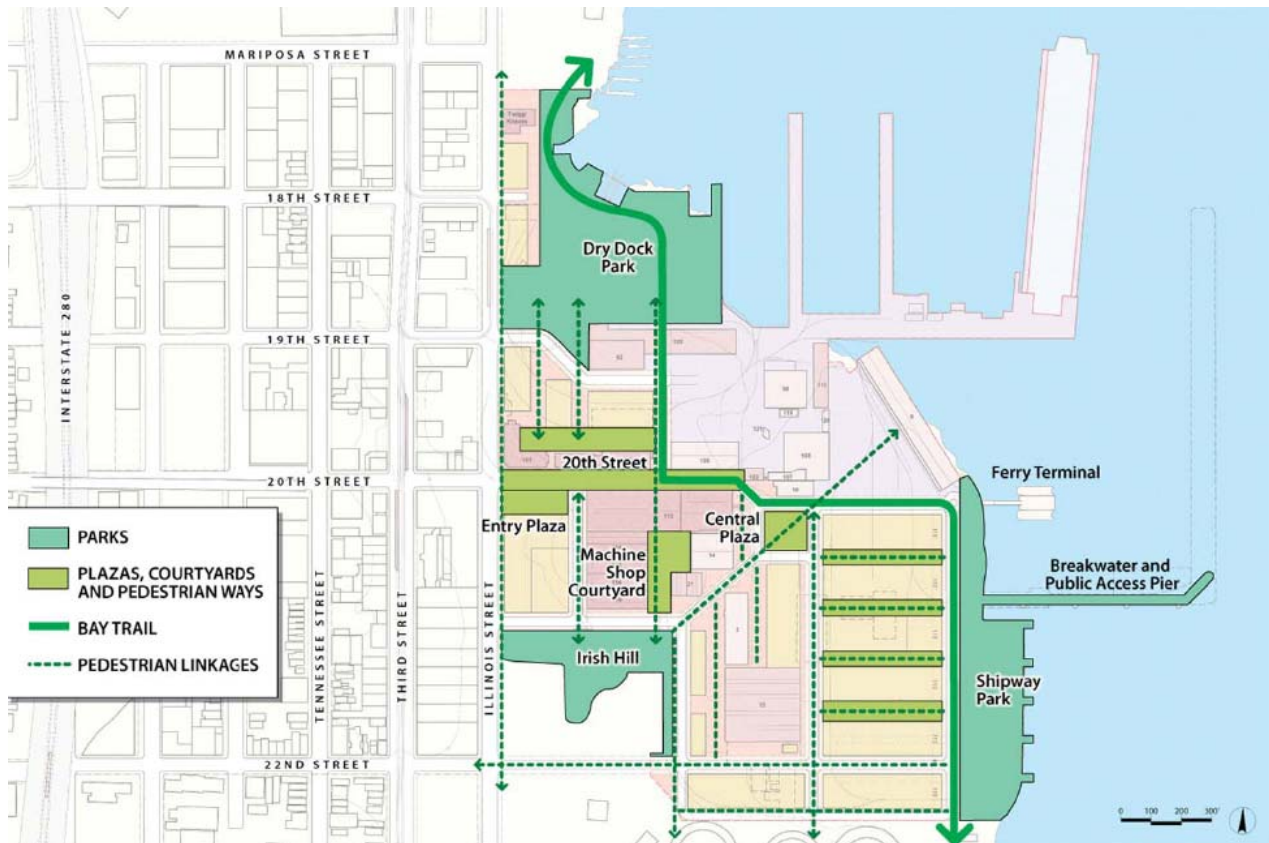 MARIPOSA STREET
Twigg
18TH STREET
Dry Dock
Park
19TH STREET
INTERSTATE 280
20th Street
20TH STREET
Ferry Terminal
Entry Plaza
Central
Plaza
Machine
Shop
Courtyard
Breakwater and
Public Access Pier
PARKS
PLAZAS, COURTYARDS
AND PEDESTRIAN WAYS
BAY TRAIL
PEDESTRIAN LINKAGES
TENNESSEE STREET
THIRD STREET
ILLINOIS STREET
Irish Hill
Shipway
Park
22ND STREET
0 100 200 300'